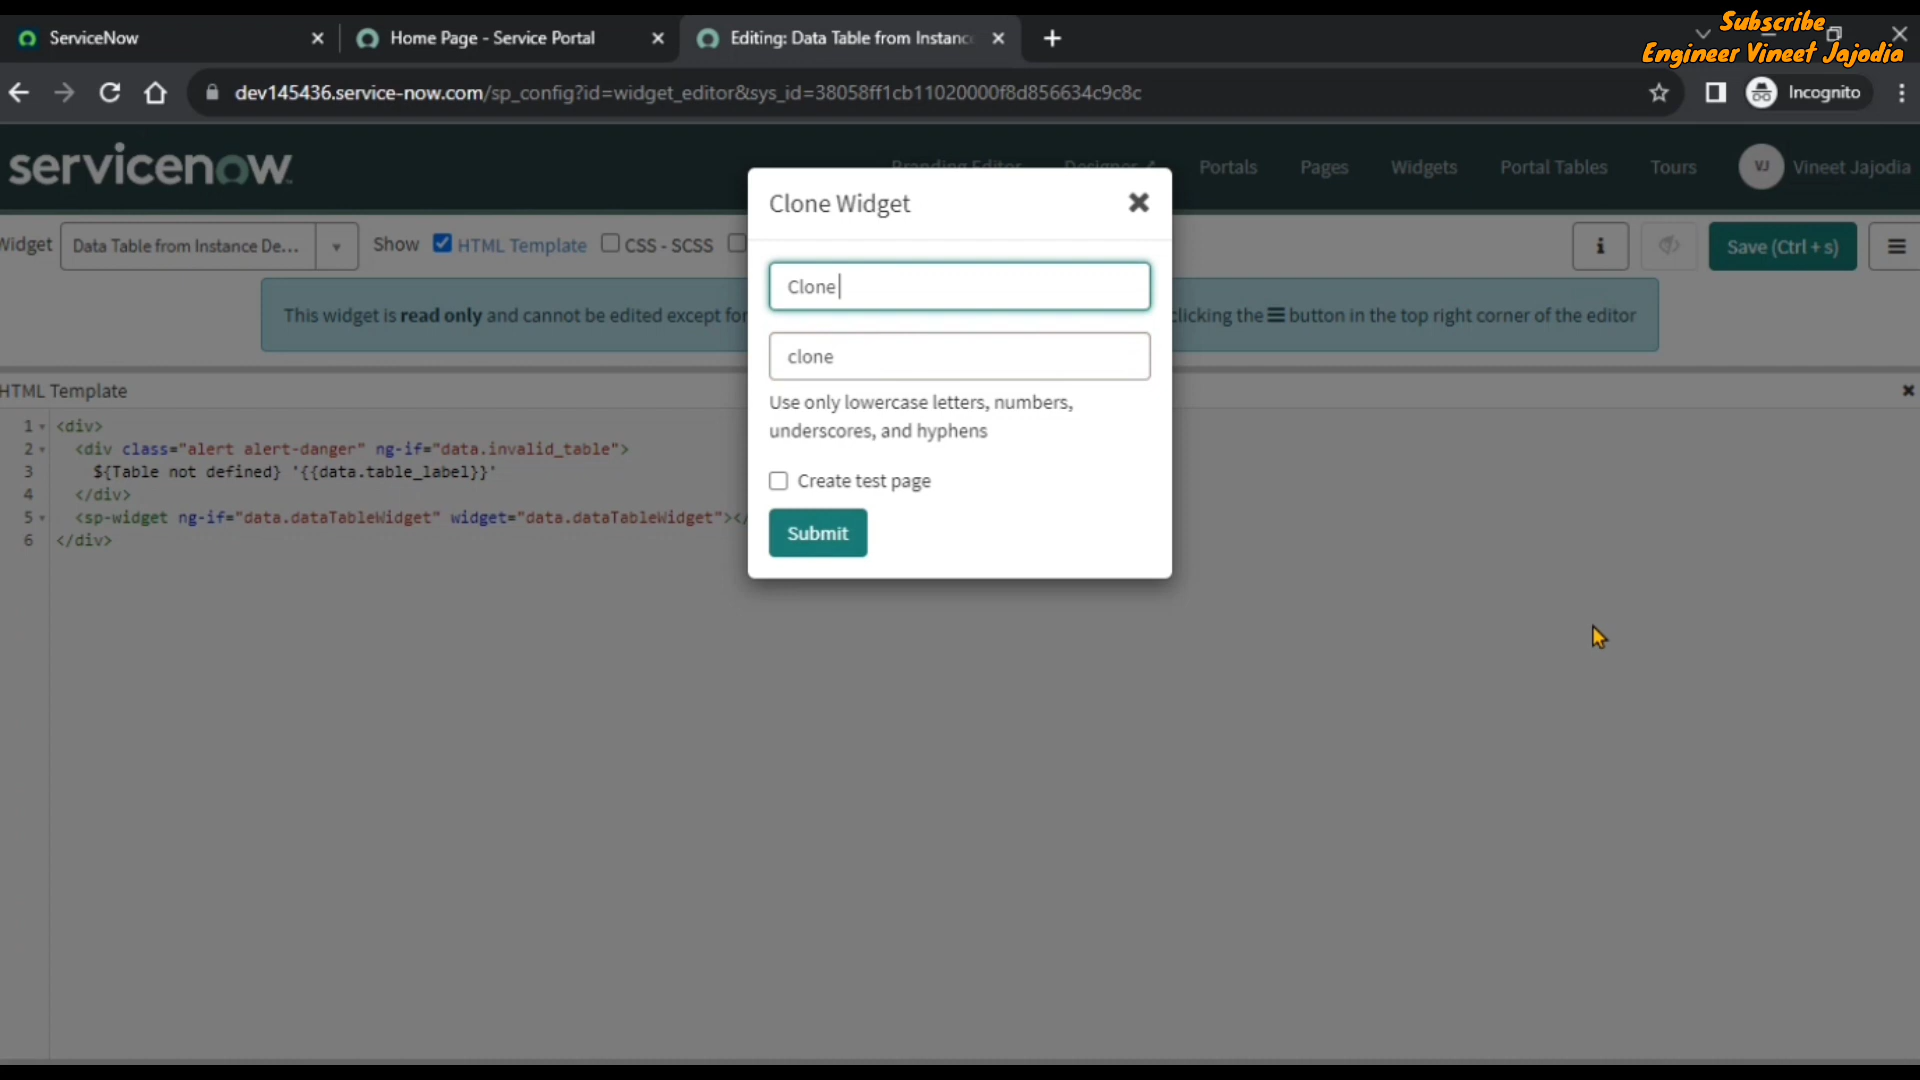 Subscribe
Engineer Vineet Jajodia
ServiceNow
Home Page - Service Portal
Editing: Data Table from Instanc
dev145436.service-now.com/sp_config?id=widget_editor&sys_id=38058ff1cb11020000f8d856634c9c8c
Incognito
servicenow
Branding Editor
Designer
Portals
Pages
Widgets
Portal Tables
Tours
VJ
Vineet Jajodia
Widget
Data Table from Instance De...
Show
HTML Template
CSS - SCSS
i
Save (Ctrl + s)
This widget is read only and cannot be edited except for
clicking the ☰ button in the top right corner of the editor
Clone Widget
Clone
clone
Use only lowercase letters, numbers,
underscores, and hyphens
Create test page
Submit
HTML Template
1 <div>
2 <div class="alert alert-danger" ng-if="data.invalid_table">
3 ${Table not defined} '{{data.table_label}}'
4 </div>
5 <sp-widget ng-if="data.dataTableWidget" widget="data.dataTableWidget"></
6 </div>